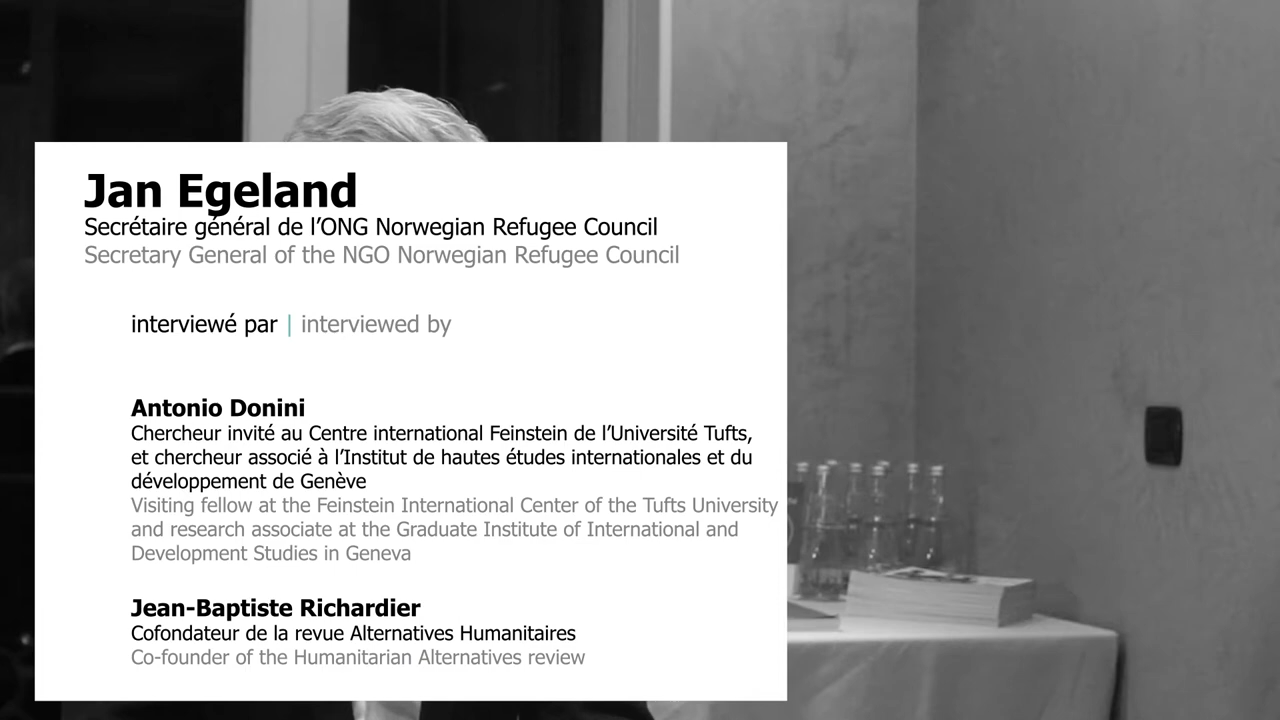 Jan Egeland
Secrétaire général de l’ONG Norwegian Refugee Council
Secretary General of the NGO Norwegian Refugee Council
interviewé par | interviewed by
Antonio Donini
Chercheur invité au Centre international Feinstein de l’Université Tufts,
et chercheur associé à l’Institut de hautes études internationales et du
développement de Genève
Visiting fellow at the Feinstein International Center of the Tufts University
and research associate at the Graduate Institute of International and
Development Studies in Geneva
Jean-Baptiste Richardier
Cofondateur de la revue Alternatives Humanitaires
Co-founder of the Humanitarian Alternatives review